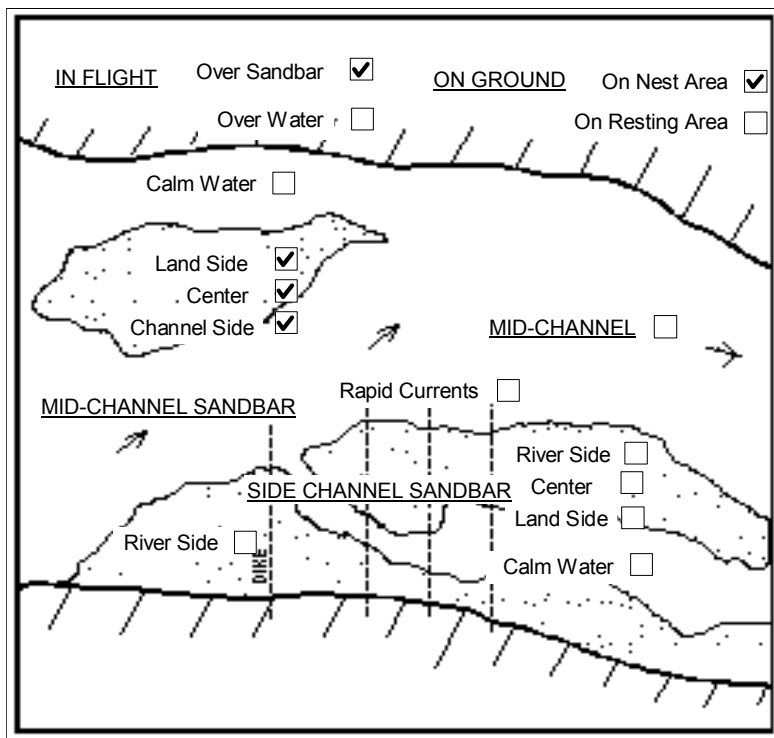 IN FLIGHT
Over Sandbar
ON GROUND
On Nest Area
Over Water
On Resting Area
Calm Water
Land Side
Center
Channel Side
MID-CHANNEL
Rapid Currents
MID-CHANNEL SANDBAR
River Side
SIDE CHANNEL SANDBAR
Center
Land Side
River Side
DIKE
Calm Water